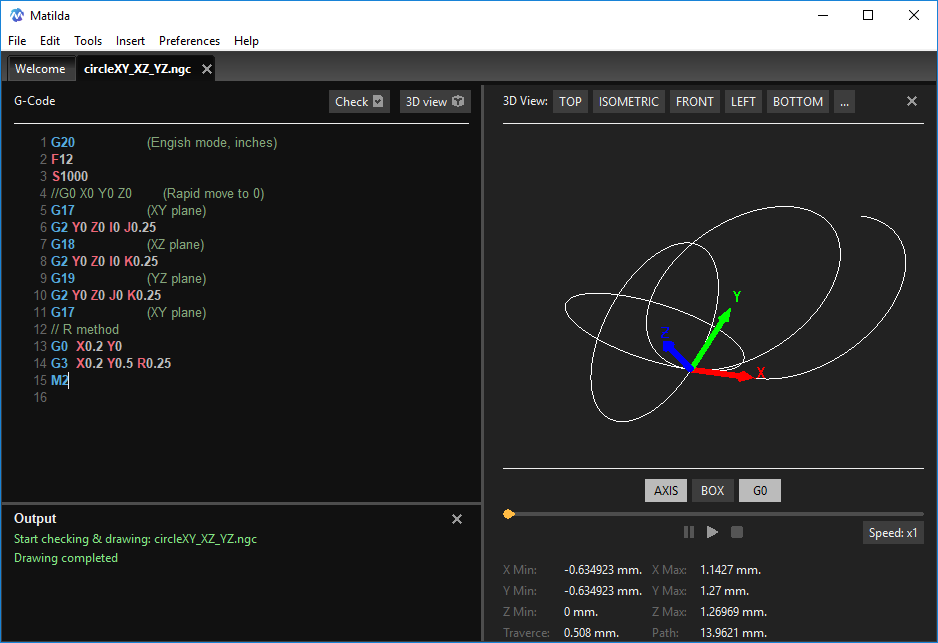 Matilda
File Edit Tools Insert Preferences Help
Welcome circleXY_XZ_YZ.ngc
G-Code Check 3D view
1 G20 (Engish mode, inches)
2 F12
3 S1000
4 //G0 X0 Y0 Z0 (Rapid move to 0)
5 G17 (XY plane)
6 G2 Y0 Z0 I0 J0.25
7 G18 (XZ plane)
8 G2 Y0 Z0 I0 K0.25
9 G19 (YZ plane)
10 G2 Y0 Z0 J0 K0.25
11 G17 (XY plane)
12 // R method
13 G0 X0.2 Y0
14 G3 X0.2 Y0.5 R0.25
15 M2
16
Output
Start checking & drawing: circleXY_XZ_YZ.ngc
Drawing completed
3D View: TOP ISOMETRIC FRONT LEFT BOTTOM ...
Y
Z
X
AXIS BOX G0
Speed: x1
X Min: -0.634923 mm. X Max: 1.1427 mm.
Y Min: -0.634923 mm. Y Max: 1.27 mm.
Z Min: 0 mm. Z Max: 1.26969 mm.
Traverce: 0.508 mm. Path: 13.9621 mm.